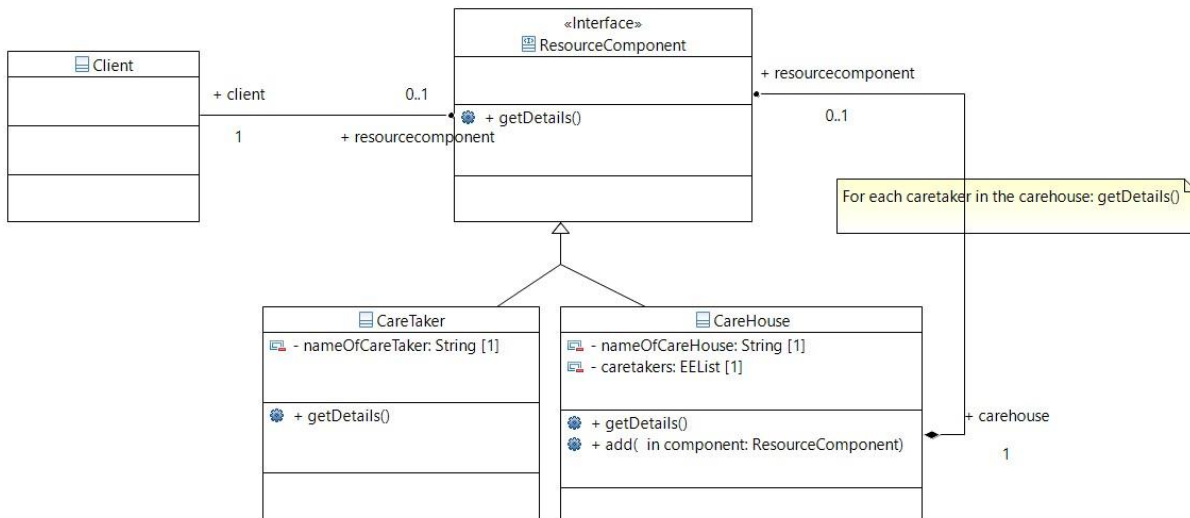 «Interface»
ResourceComponent
+ getDetails()
Client
+ client
0..1
1
+ resourcecomponent
+ resourcecomponent
0..1
For each caretaker in the carehouse: getDetails()
CareTaker
- nameOfCareTaker: String [1]
+ getDetails()
CareHouse
- nameOfCareHouse: String [1]
- caretakers: EEList [1]
+ getDetails()
+ add(  in component: ResourceComponent)
+ carehouse
1